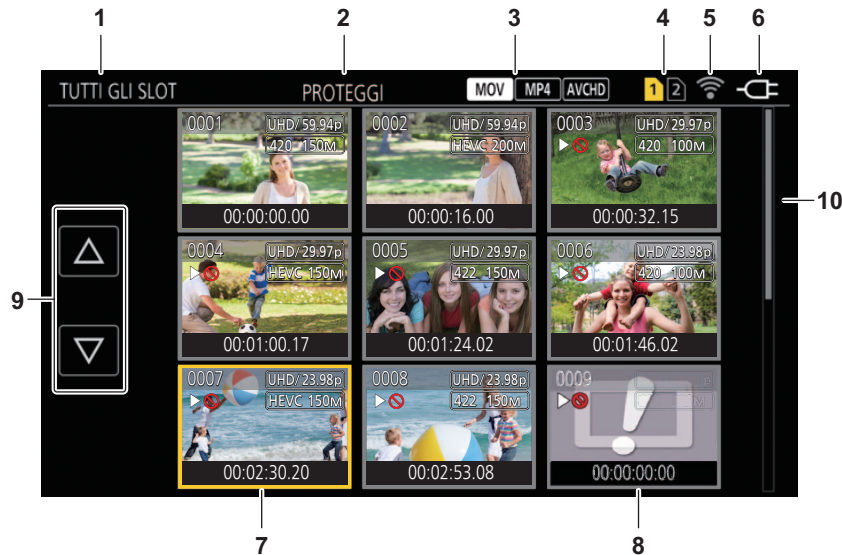 1 2 3 4 5 6
TUTTI GLI SLOT PROTEGGI MOV MP4 AVCHD 1 2
0001 UHD/59.94p
420 150M
00:00:00.00
0002 UHD/59.94p
HEVC 200M
00:00:16.00
0003 UHD/29.97p
420 100M
00:00:32.15
10
0004 UHD/29.97p
HEVC 150M
00:01:00.17
0005 UHD/29.97p
422 150M
00:01:24.02
0006 UHD/23.98p
420 100M
00:01:46.02
9
0007 UHD/23.98p
HEVC 150M
00:02:30.20
0008 UHD/23.98p
422 150M
00:02:53.08
0009
00:00:00:00
7 8